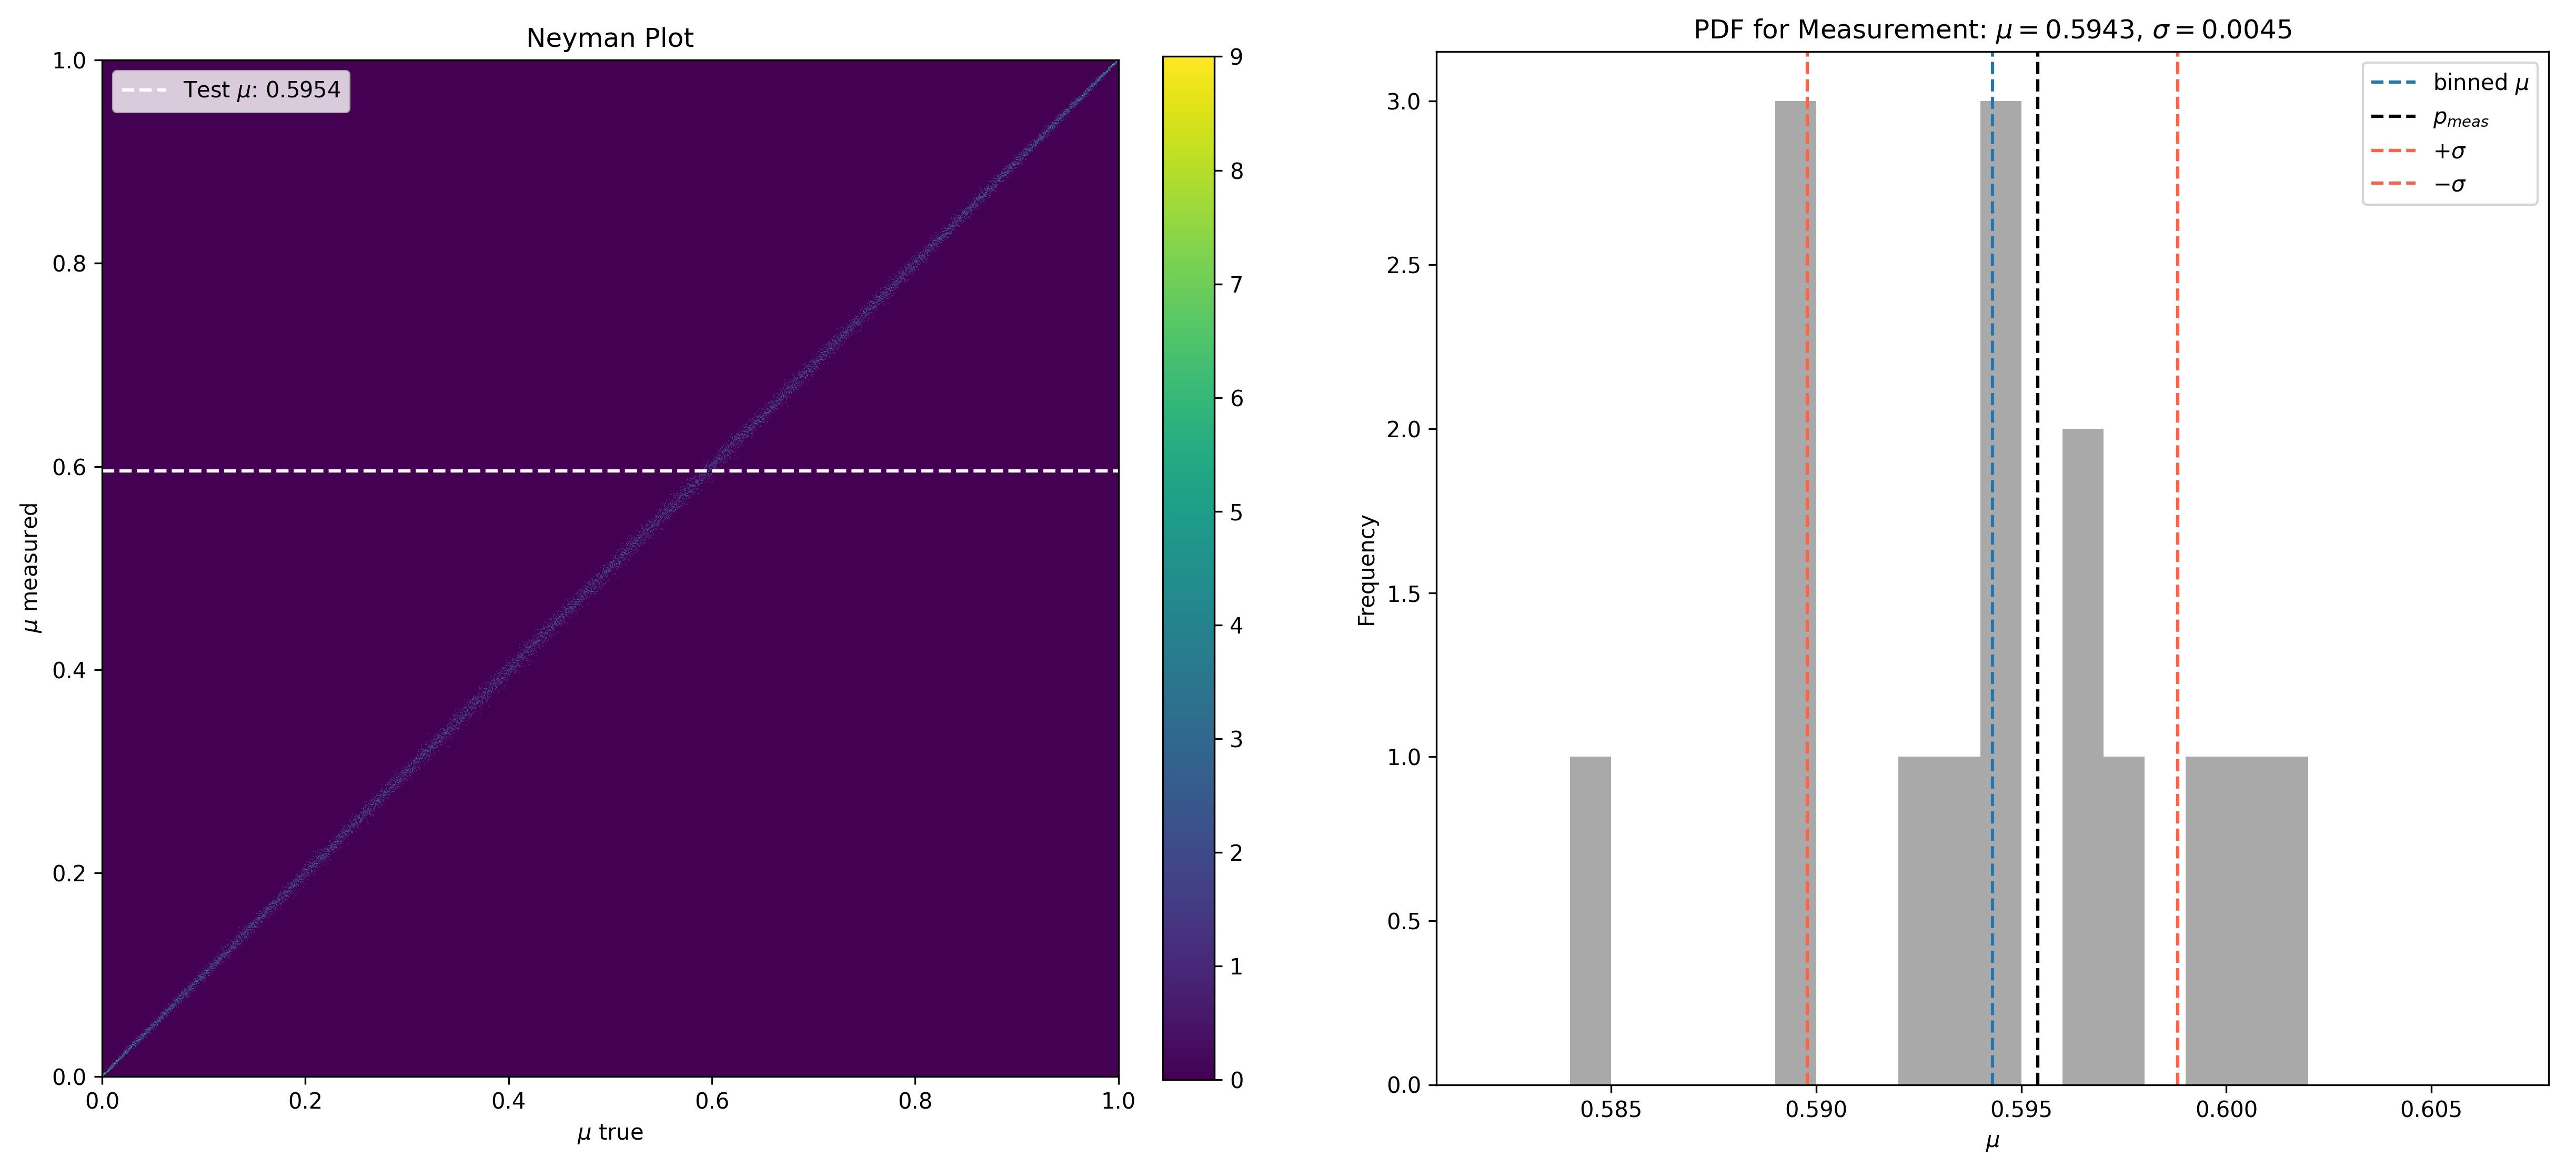 Neyman Plot
Test μ: 0.5954
1.0
0.8
0.6
0.4
0.2
0.0
μ measured
0.0 0.2 0.4 0.6 0.8 1.0
μ true
9
8
7
6
5
4
3
2
1
0
PDF for Measurement: μ = 0.5943, σ = 0.0045
binned μ
p_meas
+σ
−σ
3.0
2.5
2.0
1.5
1.0
0.5
0.0
Frequency
0.585 0.590 0.595 0.600 0.605
μ